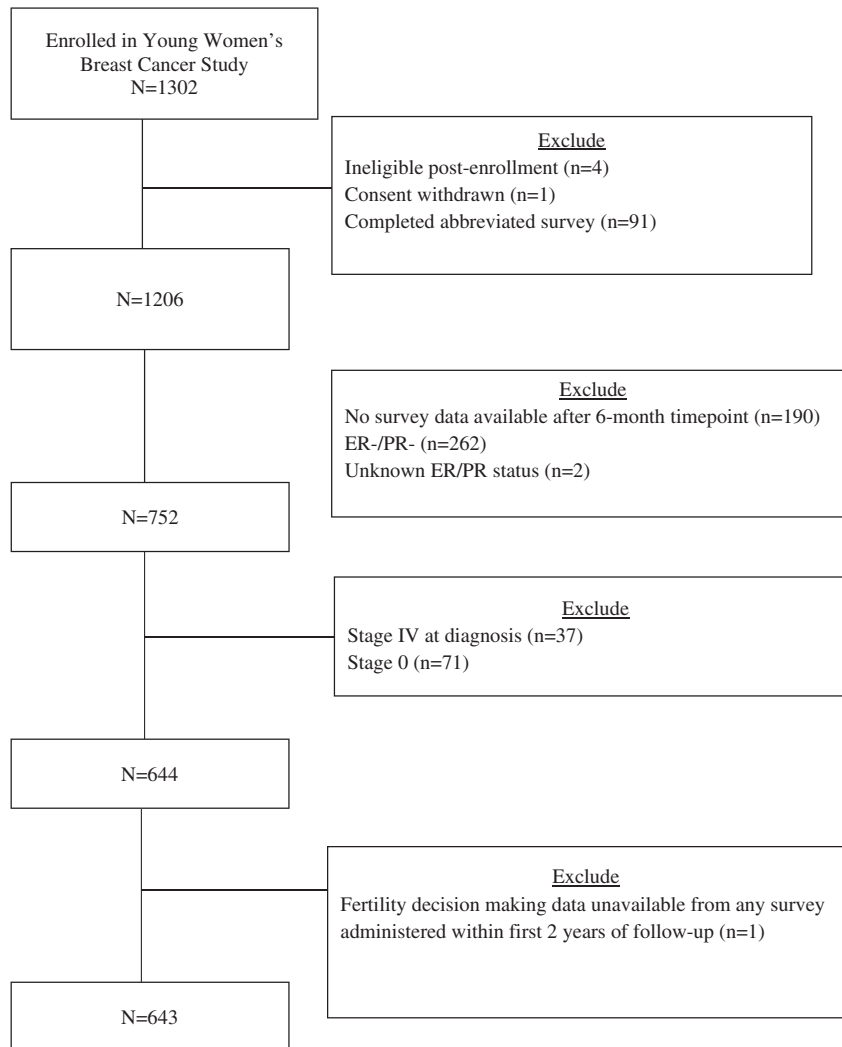 Enrolled in Young Women’s
Breast Cancer Study
N=1302
Exclude
Ineligible post-enrollment (n=4)
Consent withdrawn (n=1)
Completed abbreviated survey (n=91)
N=1206
Exclude
No survey data available after 6-month timepoint (n=190)
ER-/PR- (n=262)
Unknown ER/PR status (n=2)
N=752
Exclude
Stage IV at diagnosis (n=37)
Stage 0 (n=71)
N=644
Exclude
Fertility decision making data unavailable from any survey
administered within first 2 years of follow-up (n=1)
N=643